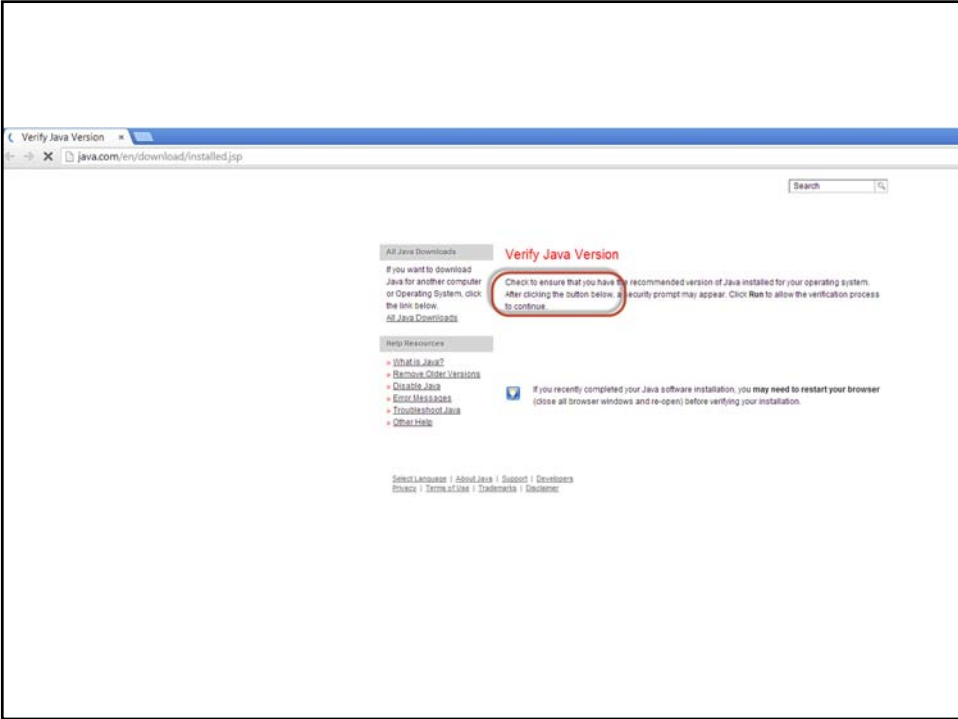 Verify Java Version
java.com/en/download/installed.jsp
Search
All Java Downloads
If you want to download
Java for another computer
or Operating System, click
the link below.
All Java Downloads
Help Resources
» What is Java?
» Remove Older Versions
» Disable Java
» Error Messages
» Troubleshoot Java
» Other Help
Verify Java Version
Check to ensure that you have the recommended version of Java installed for your operating system.
After clicking the button below, a security prompt may appear. Click Run to allow the verification process
to continue.
If you recently completed your Java software installation, you may need to restart your browser
(close all browser windows and re-open) before verifying your installation.
Select Language | About Java | Support | Developers
Privacy | Terms of Use | Trademarks | Disclaimer